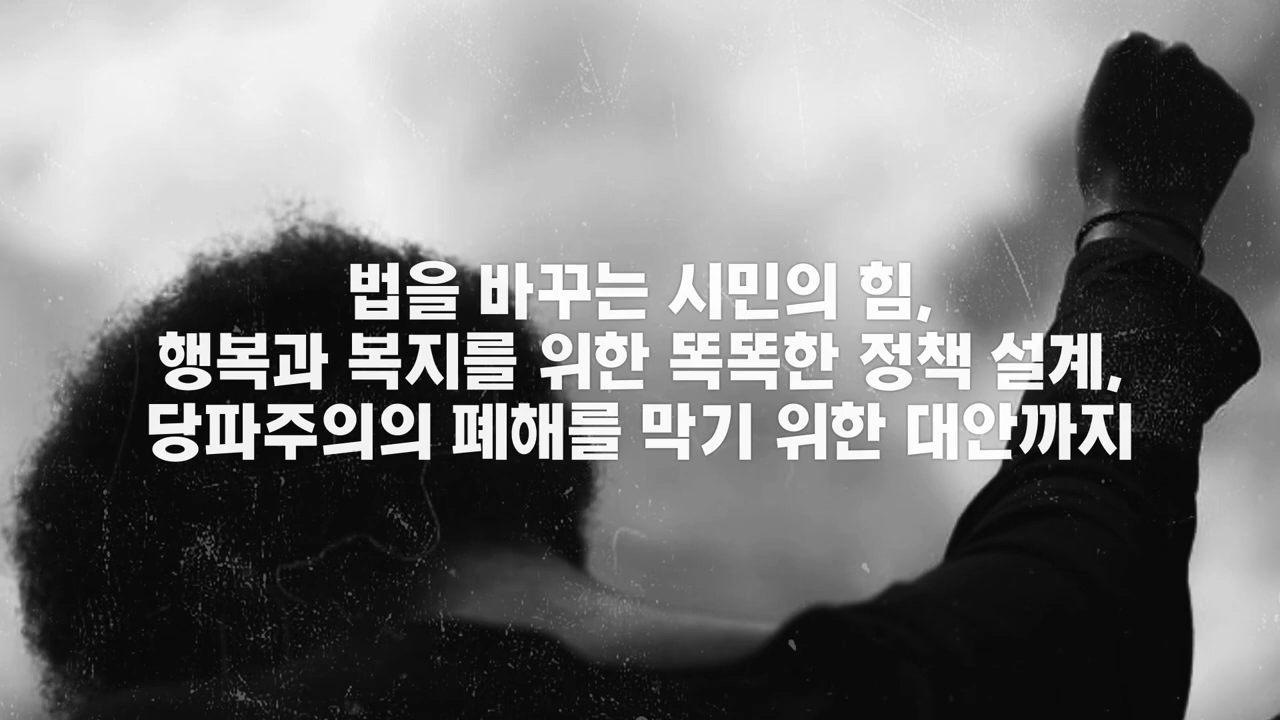 법을 바꾸는 시민의 힘,
행복과 복지를 위한 똑똑한 정책 설계,
당파주의의 폐해를 막기 위한 대안까지